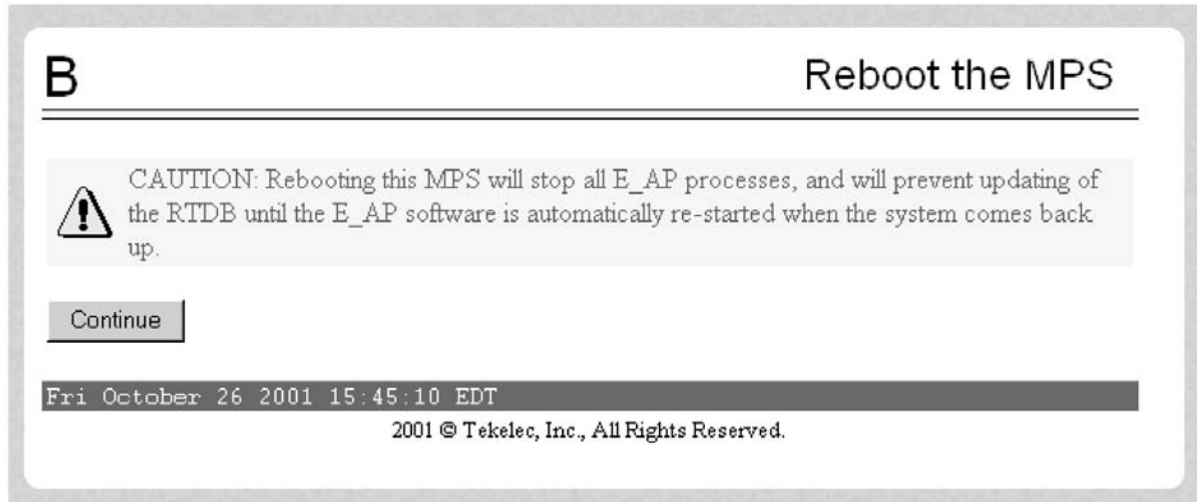 B
Reboot the MPS
CAUTION: Rebooting this MPS will stop all E_AP processes, and will prevent updating of
the RTDB until the E_AP software is automatically re-started when the system comes back
up.
Continue
Fri October 26 2001 15:45:10 EDT
2001 © Tekelec, Inc., All Rights Reserved.